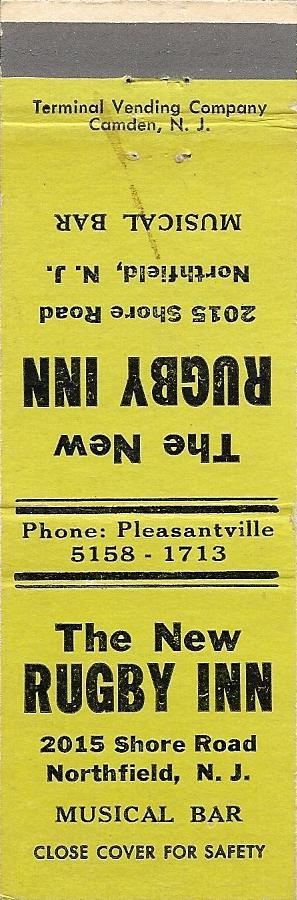 Terminal Vending Company
Camden, N. J.
MUSICAL BAR
Northfield, N. J.
2015 Shore Road
RUGBY INN
The New
Phone: Pleasantville
5158 - 1713
The New
RUGBY INN
2015 Shore Road
Northfield, N. J.
MUSICAL BAR
CLOSE COVER FOR SAFETY